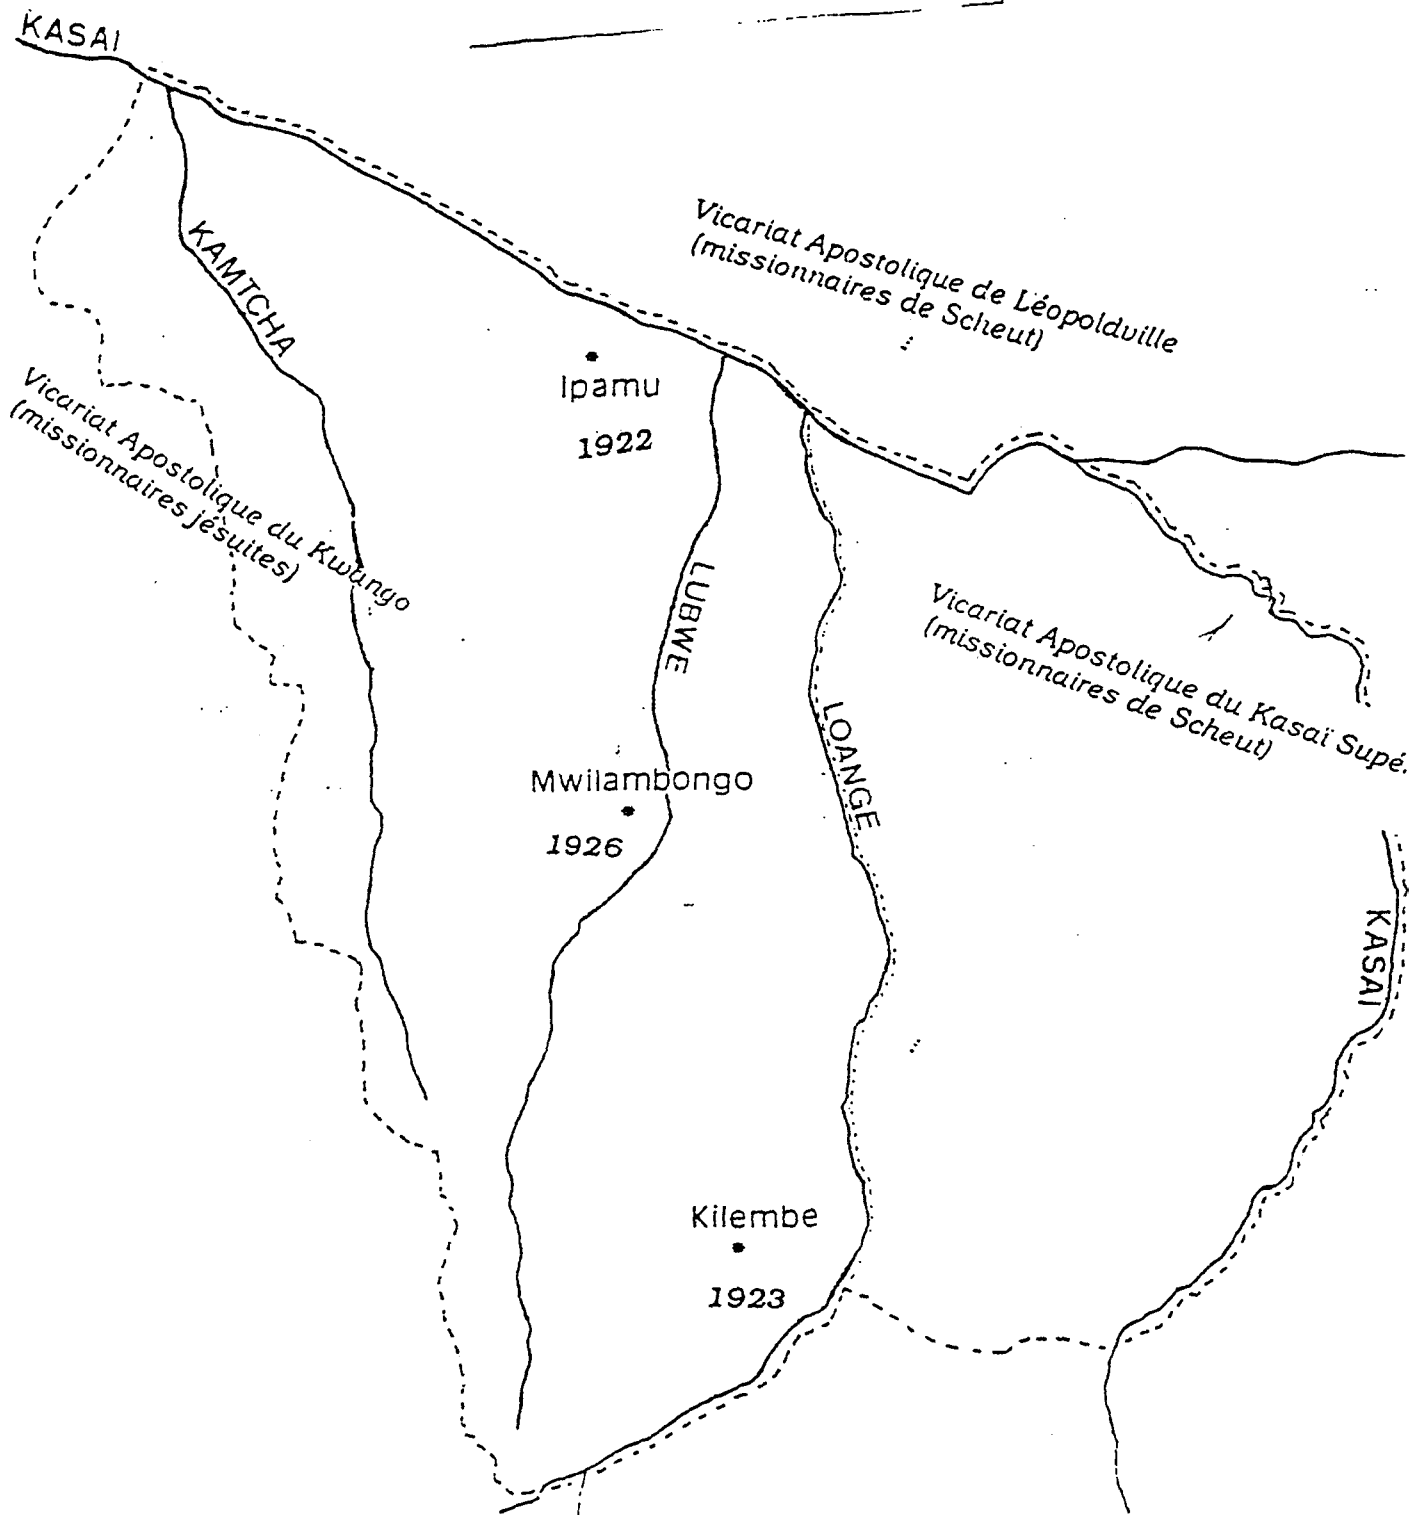 KASAI
KAMTCHA
Vicariat Apostolique de Léopoldville
(missionnaires de Scheut)
Ipamu
1922
Vicariat Apostolique du Kwango
(missionnaires jésuites)
LUBWE
Vicariat Apostolique du Kasaï Supé.
(missionnaires de Scheut)
LOANGE
Mwilambongo
1926
KASAI
Kilembe
1923